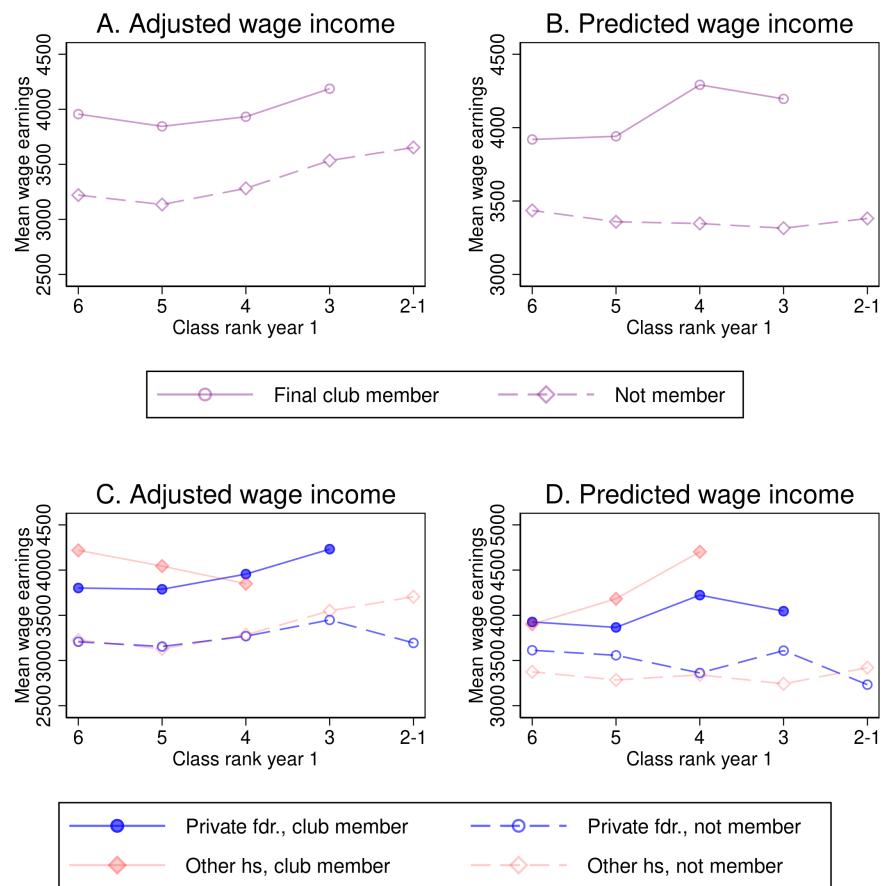 A. Adjusted wage income
B. Predicted wage income
Mean wage earnings
4500
4000
3500
3000
2500
6 5 4 3 2-1
Class rank year 1
Mean wage earnings
4500
4000
3500
3000
6 5 4 3 2-1
Class rank year 1
Final club member
Not member
C. Adjusted wage income
D. Predicted wage income
Mean wage earnings
4500
4000
3500
3000
2500
6 5 4 3 2-1
Class rank year 1
Mean wage earnings
5000
4500
4000
3500
3000
6 5 4 3 2-1
Class rank year 1
Private fdr., club member
Private fdr., not member
Other hs, club member
Other hs, not member